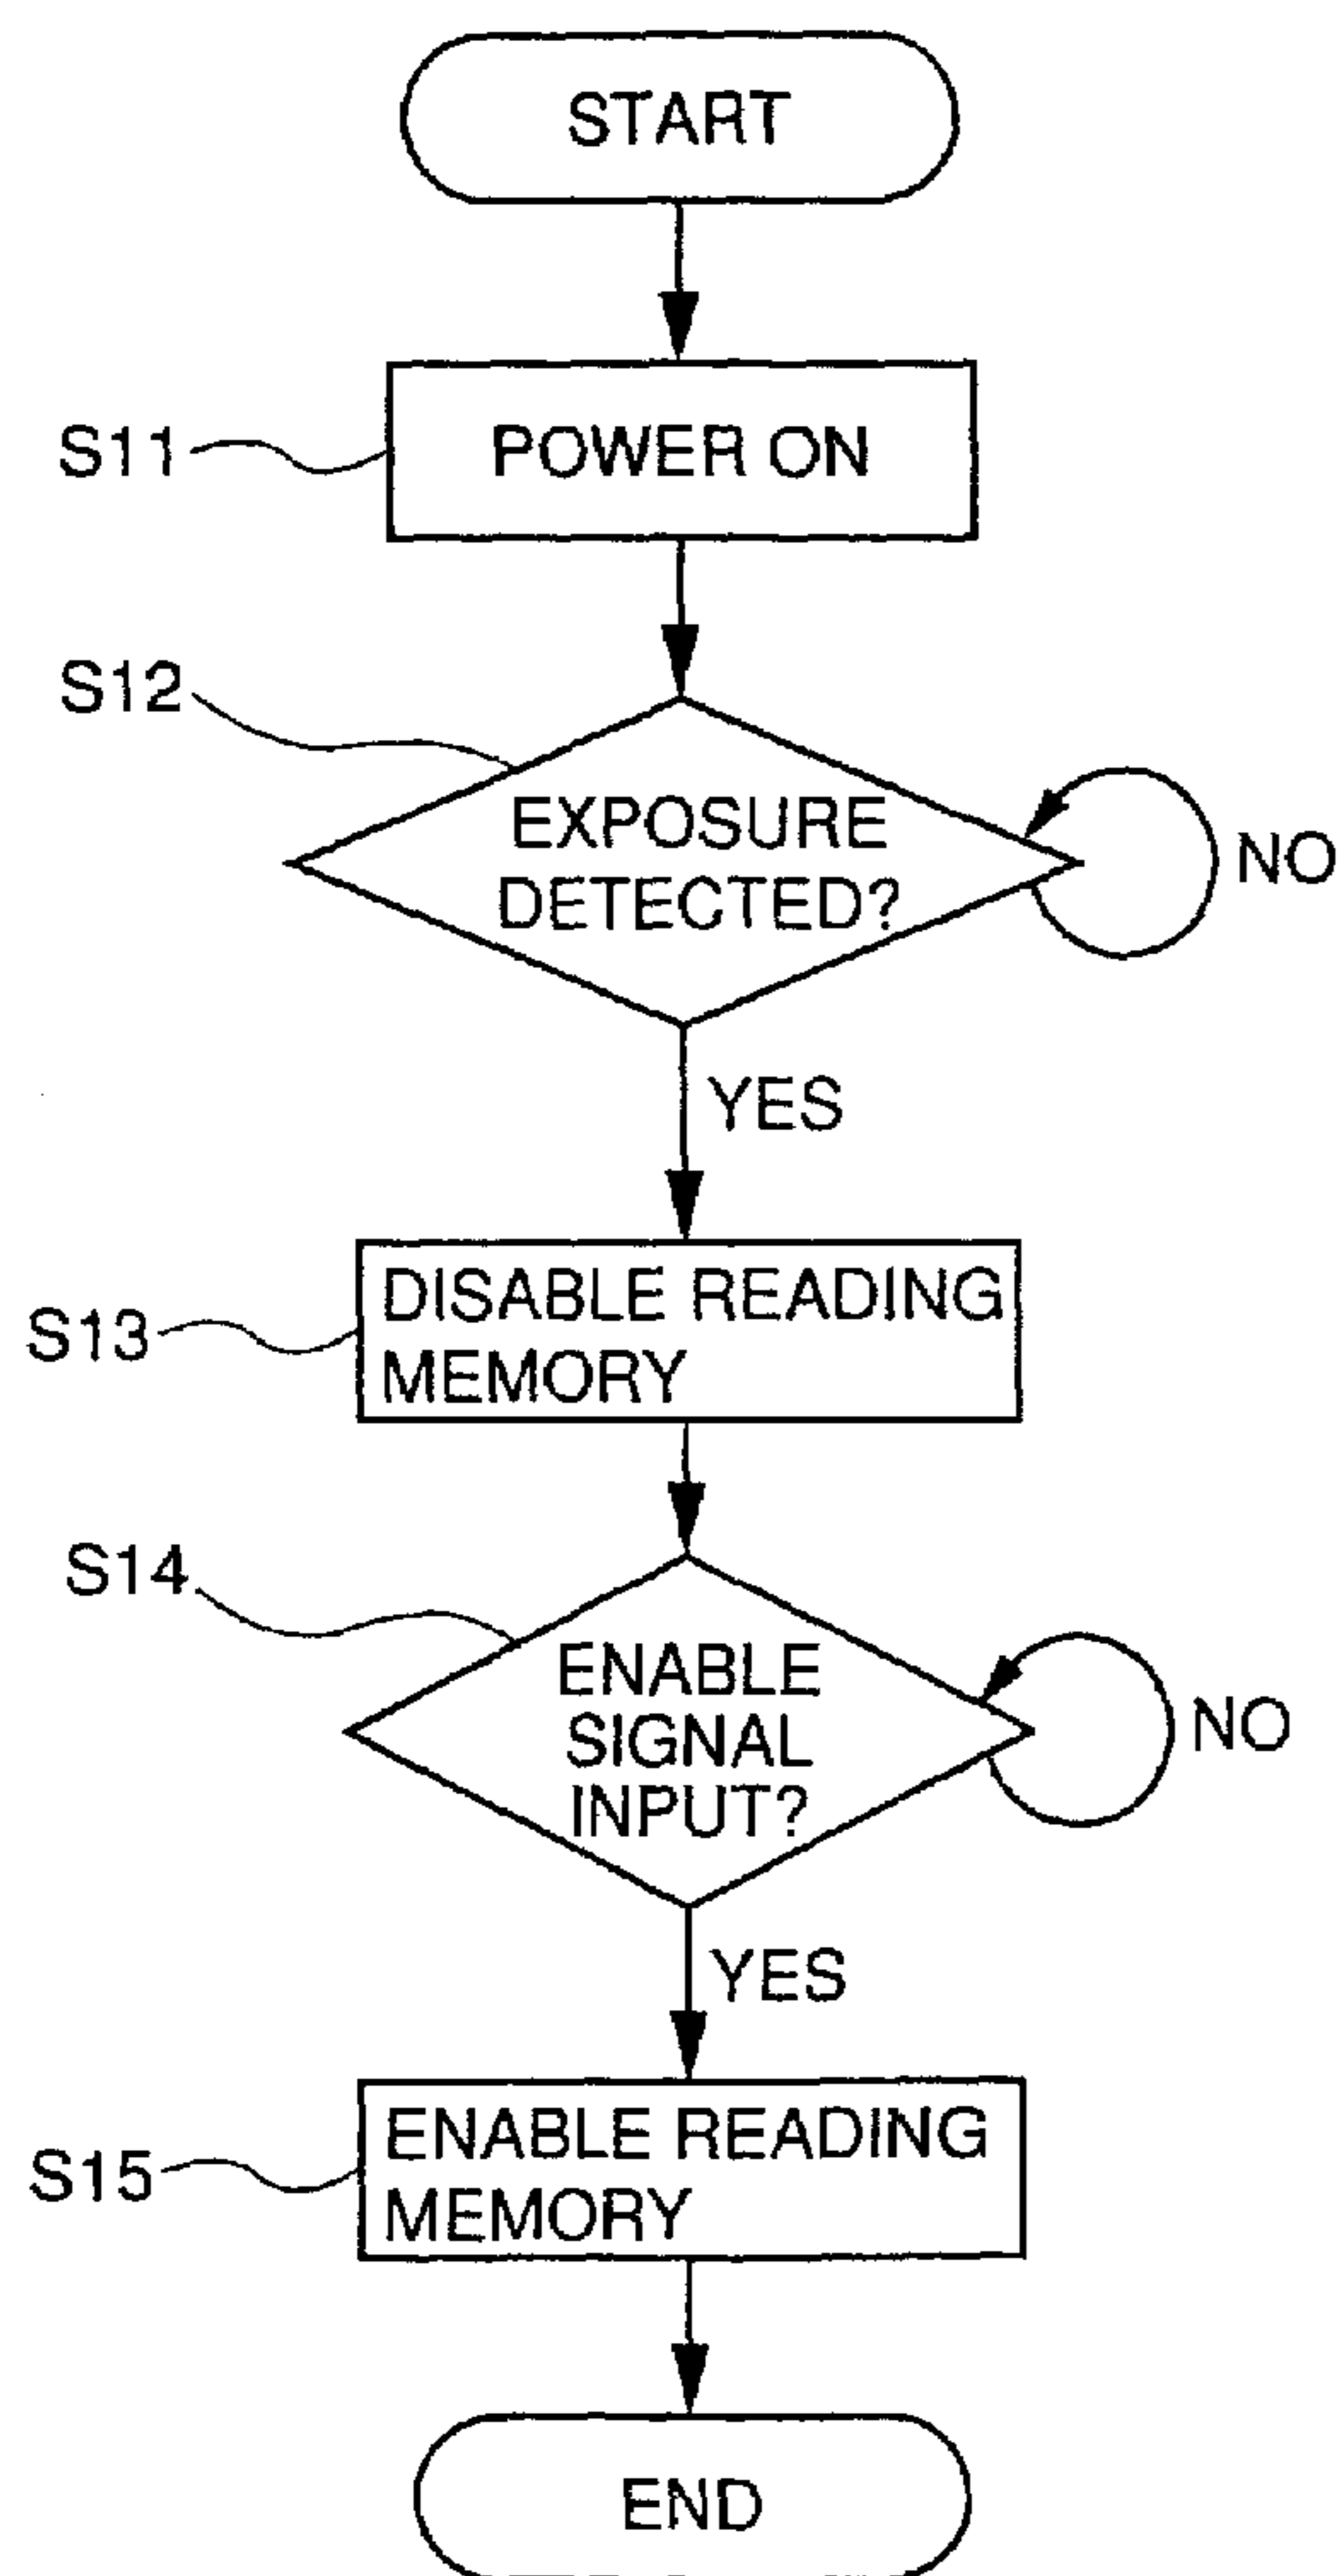 START
S11
POWER ON
S12
EXPOSURE
DETECTED?
NO
YES
S13
DISABLE READING
MEMORY
S14
ENABLE
SIGNAL
INPUT?
NO
YES
S15
ENABLE READING
MEMORY
END